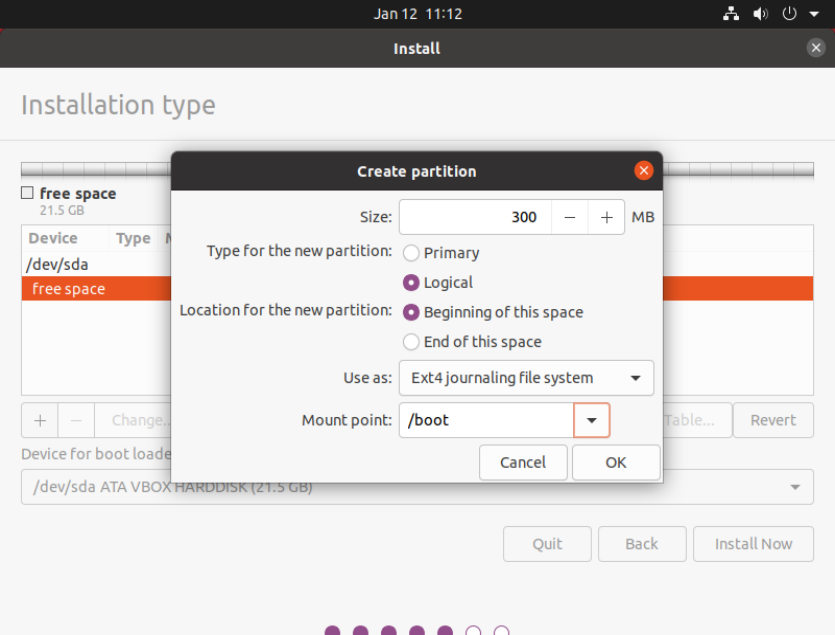 Jan 12 11:12
Install
Installation type
free space
21.5 GB
Device Type
/dev/sda
free space
Create partition
Size: 300 − + MB
Type for the new partition: Primary
Logical
Location for the new partition: Beginning of this space
End of this space
Use as: Ext4 journaling file system
Mount point: /boot
Cancel OK
+ − Change... Table... Revert
Device for boot loade
/dev/sda ATA VBOX HARDDISK (21.5 GB)
Quit Back Install Now